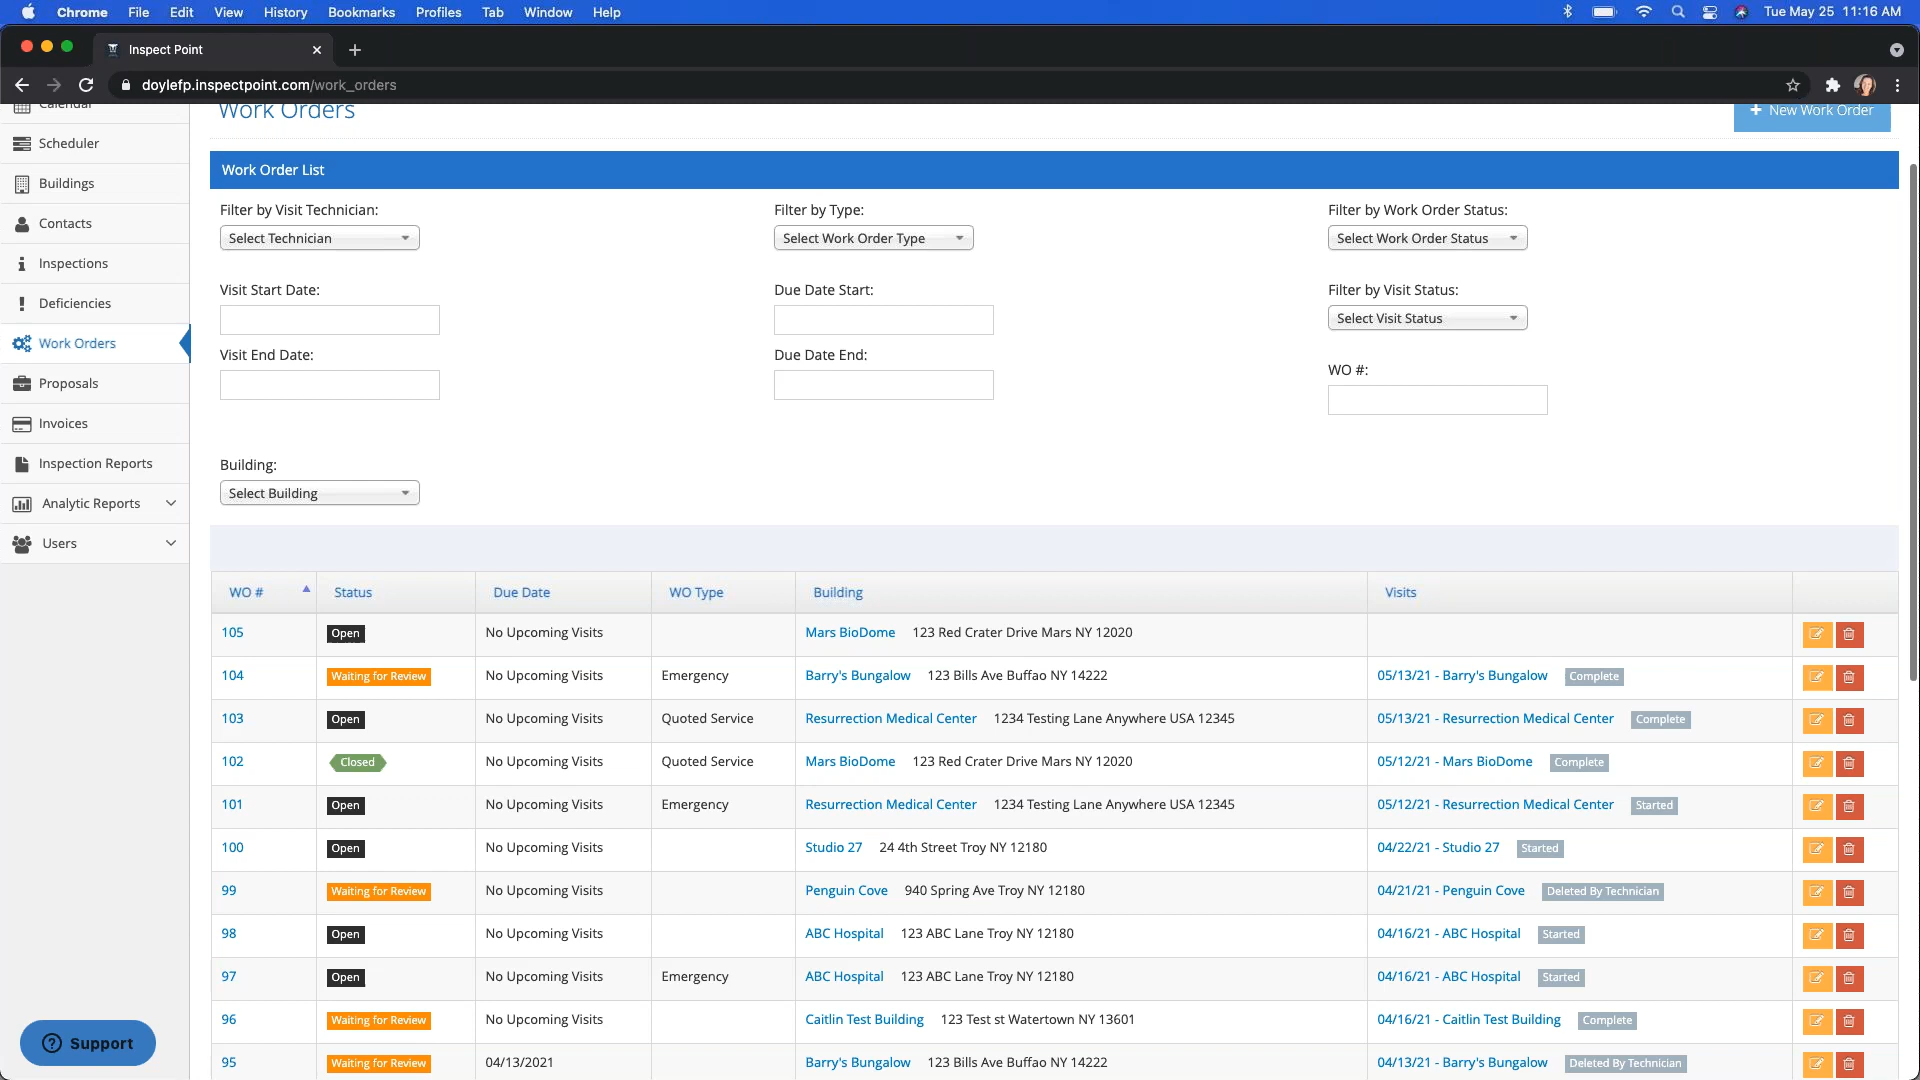 Chrome File Edit View History Bookmarks Profiles Tab Window Help Tue May 25 11:16 AM
Inspect Point
doylefp.inspectpoint.com/work_orders
Calendar
Work Orders
+ New Work Order
Scheduler
Buildings
Contacts
Inspections
Deficiencies
Work Orders
Proposals
Invoices
Inspection Reports
Analytic Reports
Users
Support
Work Order List
Filter by Visit Technician: Filter by Type: Filter by Work Order Status:
Select Technician Select Work Order Type Select Work Order Status
Visit Start Date: Due Date Start: Filter by Visit Status:
Select Visit Status
Visit End Date: Due Date End:
WO #:
Building:
Select Building
WO # Status Due Date WO Type Building Visits
105 Open No Upcoming Visits Mars BioDome 123 Red Crater Drive Mars NY 12020
104 Waiting for Review No Upcoming Visits Emergency Barry's Bungalow 123 Bills Ave Buffao NY 14222 05/13/21 - Barry's Bungalow Complete
103 Open No Upcoming Visits Quoted Service Resurrection Medical Center 1234 Testing Lane Anywhere USA 12345 05/13/21 - Resurrection Medical Center Complete
102 Closed No Upcoming Visits Quoted Service Mars BioDome 123 Red Crater Drive Mars NY 12020 05/12/21 - Mars BioDome Complete
101 Open No Upcoming Visits Emergency Resurrection Medical Center 1234 Testing Lane Anywhere USA 12345 05/12/21 - Resurrection Medical Center Started
100 Open No Upcoming Visits Studio 27 24 4th Street Troy NY 12180 04/22/21 - Studio 27 Started
99 Waiting for Review No Upcoming Visits Penguin Cove 940 Spring Ave Troy NY 12180 04/21/21 - Penguin Cove Deleted By Technician
98 Open No Upcoming Visits ABC Hospital 123 ABC Lane Troy NY 12180 04/16/21 - ABC Hospital Started
97 Open No Upcoming Visits Emergency ABC Hospital 123 ABC Lane Troy NY 12180 04/16/21 - ABC Hospital Started
96 Waiting for Review No Upcoming Visits Caitlin Test Building 123 Test st Watertown NY 13601 04/16/21 - Caitlin Test Building Complete
95 Waiting for Review 04/13/2021 Barry's Bungalow 123 Bills Ave Buffao NY 14222 04/13/21 - Barry's Bungalow Deleted By Technician